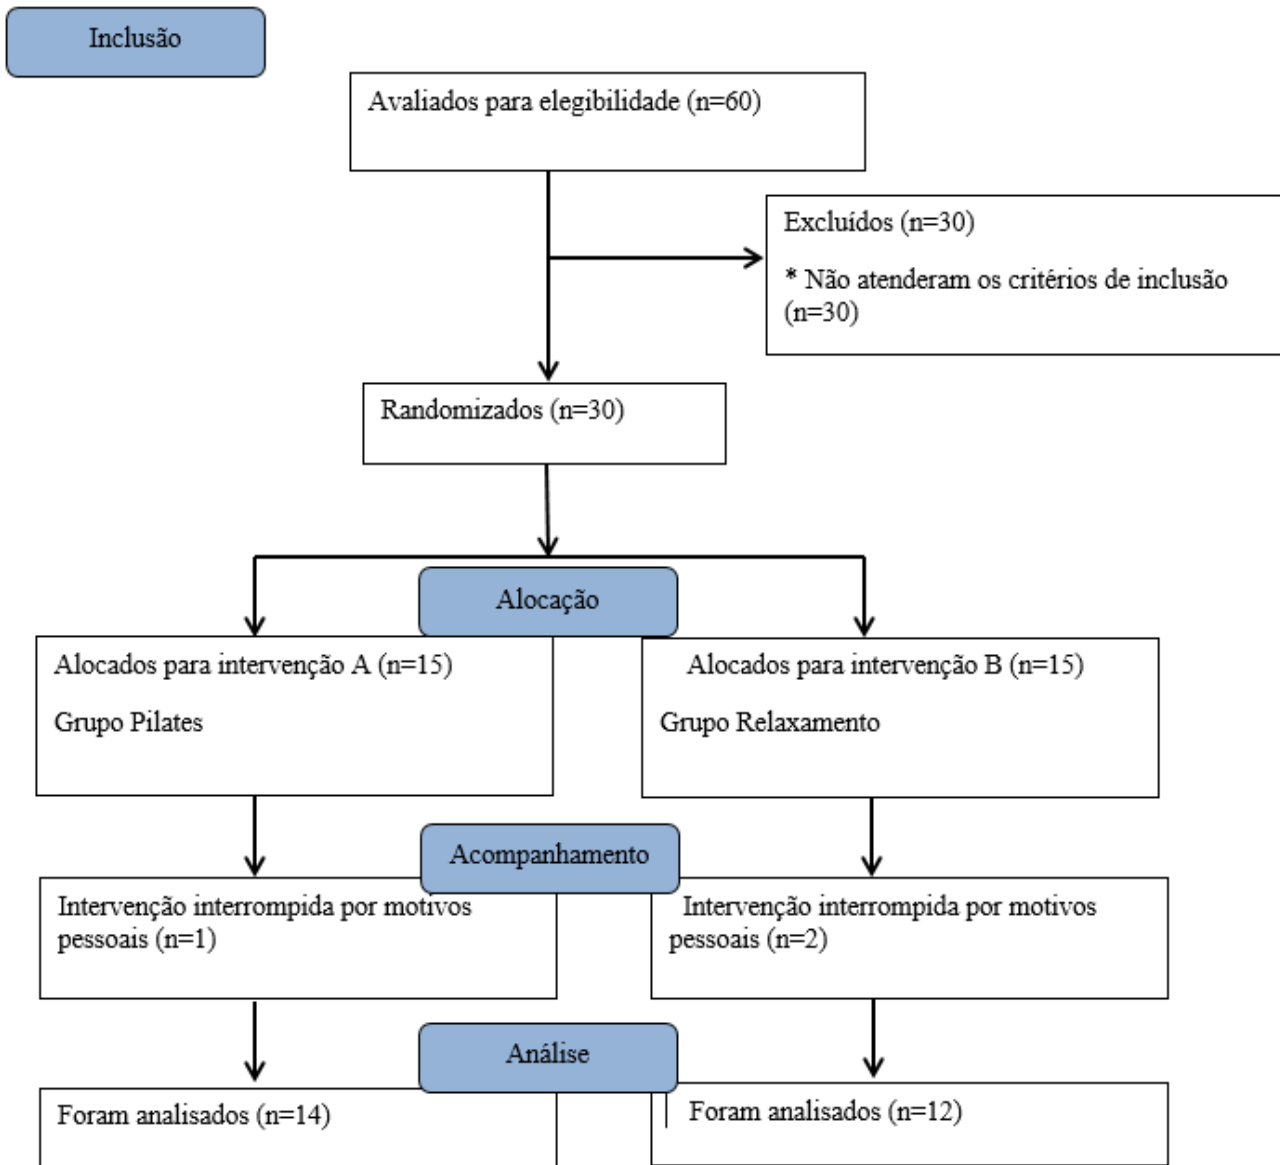 Inclusão
Avaliados para elegibilidade (n=60)
Excluídos (n=30)
* Não atenderam os critérios de inclusão
(n=30)
Randomizados (n=30)
Alocação
Alocados para intervenção A (n=15)
Grupo Pilates
Alocados para intervenção B (n=15)
Grupo Relaxamento
Acompanhamento
Intervenção interrompida por motivos
pessoais (n=1)
Intervenção interrompida por motivos
pessoais (n=2)
Análise
Foram analisados (n=14)
Foram analisados (n=12)